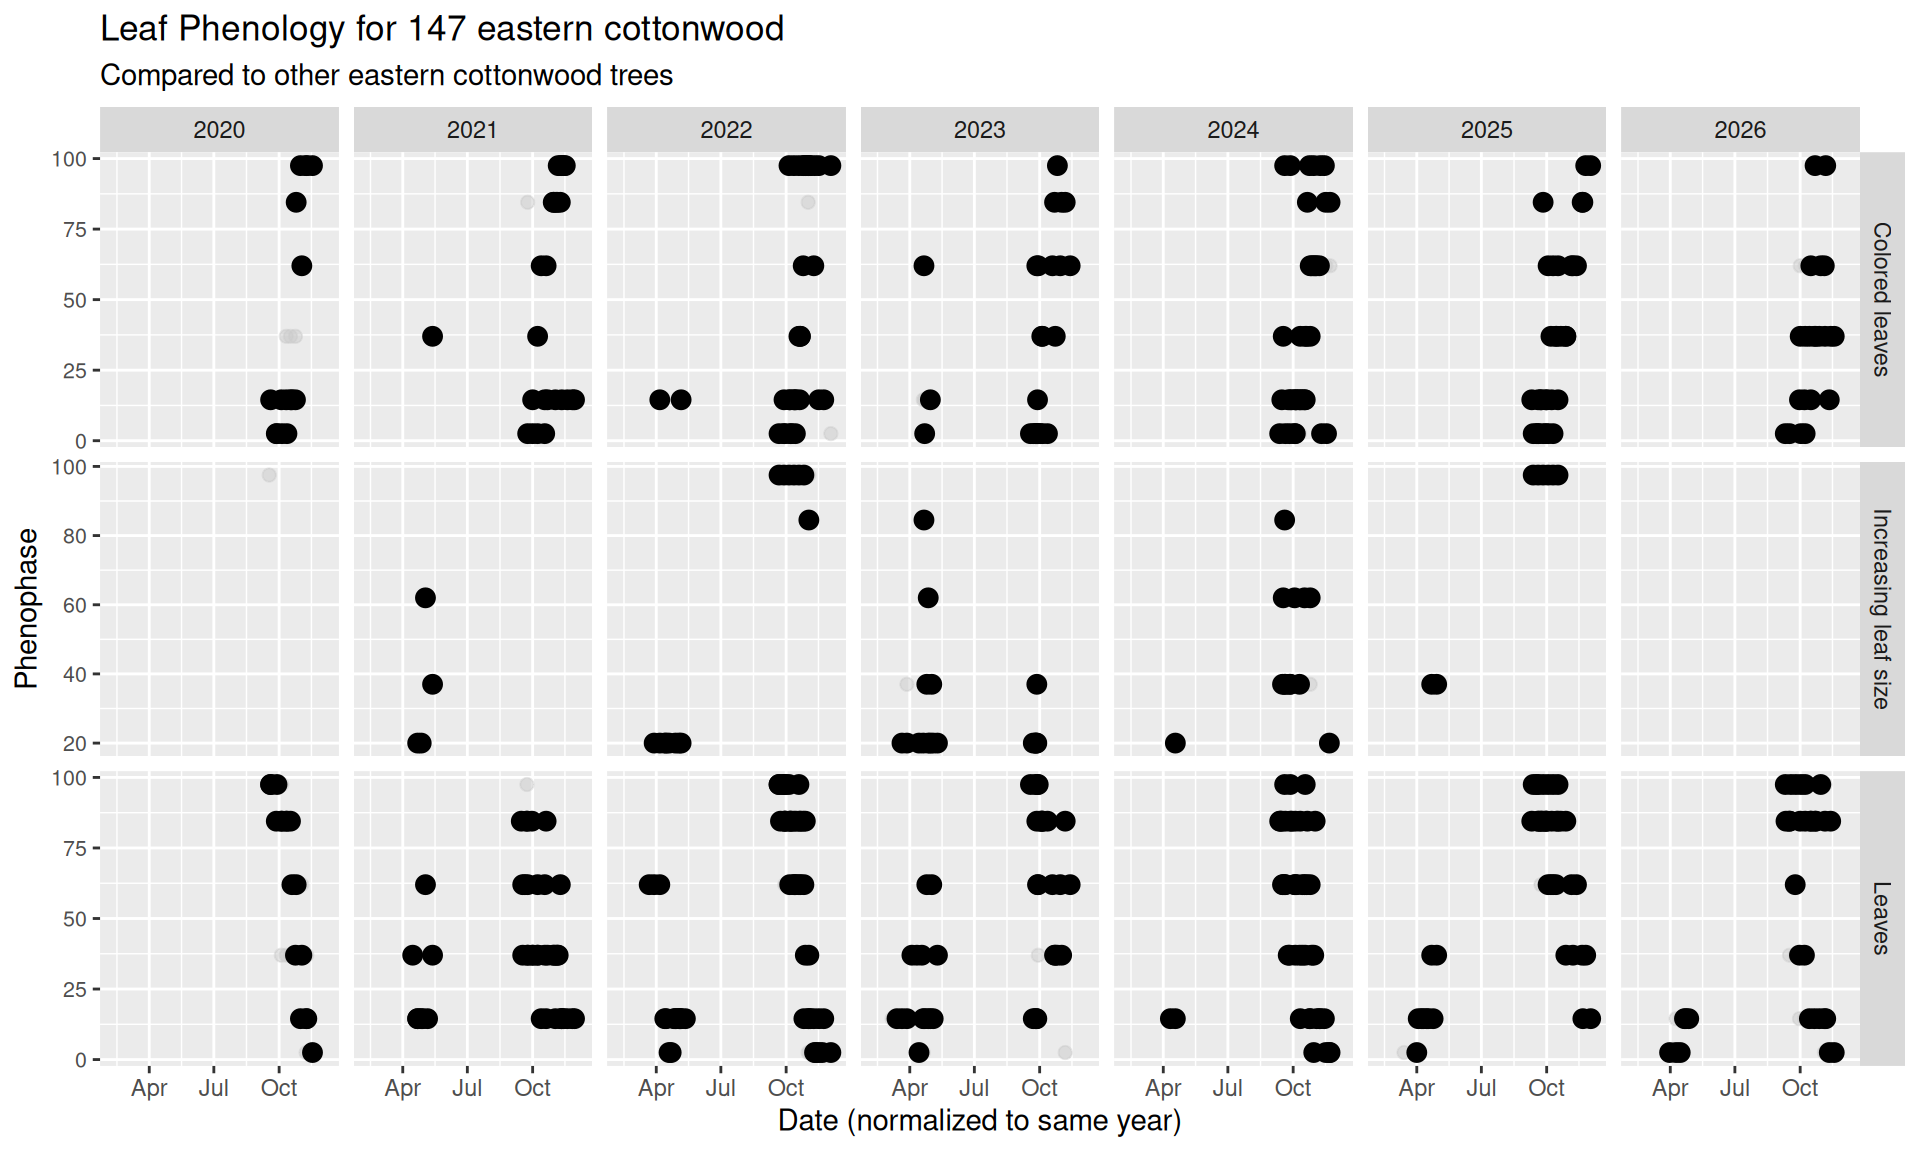 Leaf Phenology for 147 eastern cottonwood
Compared to other eastern cottonwood trees
2020 2021 2022 2023 2024 2025 2026
100
75
50
25
0
Colored leaves
100
80
60
40
20
Increasing leaf size
100
75
50
25
0
Leaves
Phenophase
Apr Jul Oct Apr Jul Oct Apr Jul Oct Apr Jul Oct Apr Jul Oct Apr Jul Oct Apr Jul Oct
Date (normalized to same year)